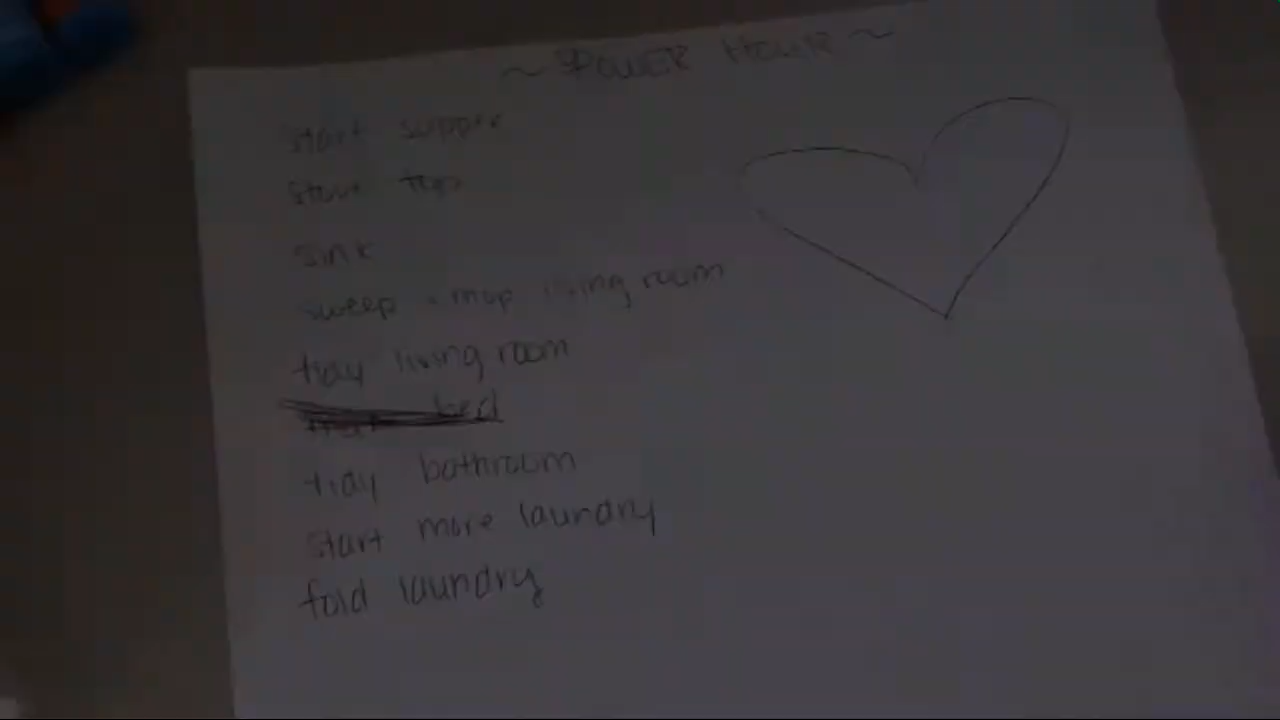 ~ POWER HOUR ~
start supper
stove top
sink
sweep + mop living room
tidy living room
bed
tidy bathroom
start more laundry
fold laundry